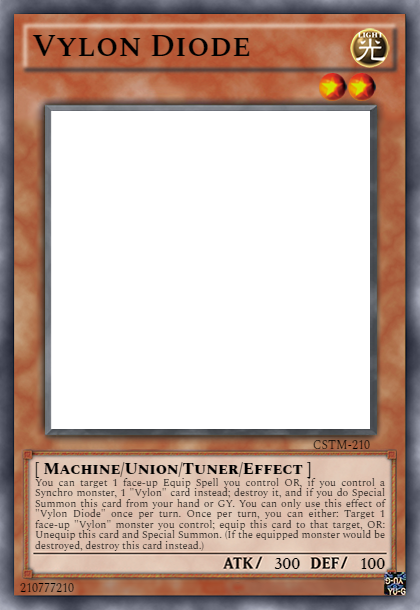 Vylon Diode
LIGHT
光
CSTM-210
[ Machine/Union/Tuner/Effect ]
You can target 1 face-up Equip Spell you control OR, if you control a
Synchro monster, 1 "Vylon" card instead; destroy it, and if you do Special
Summon this card from your hand or GY. You can only use this effect of
"Vylon Diode" once per turn. Once per turn, you can either: Target 1
face-up "Vylon" monster you control; equip this card to that target, OR:
Unequip this card and Special Summon. (If the equipped monster would be
destroyed, destroy this card instead.)
ATK/ 300 DEF/ 100
210777210